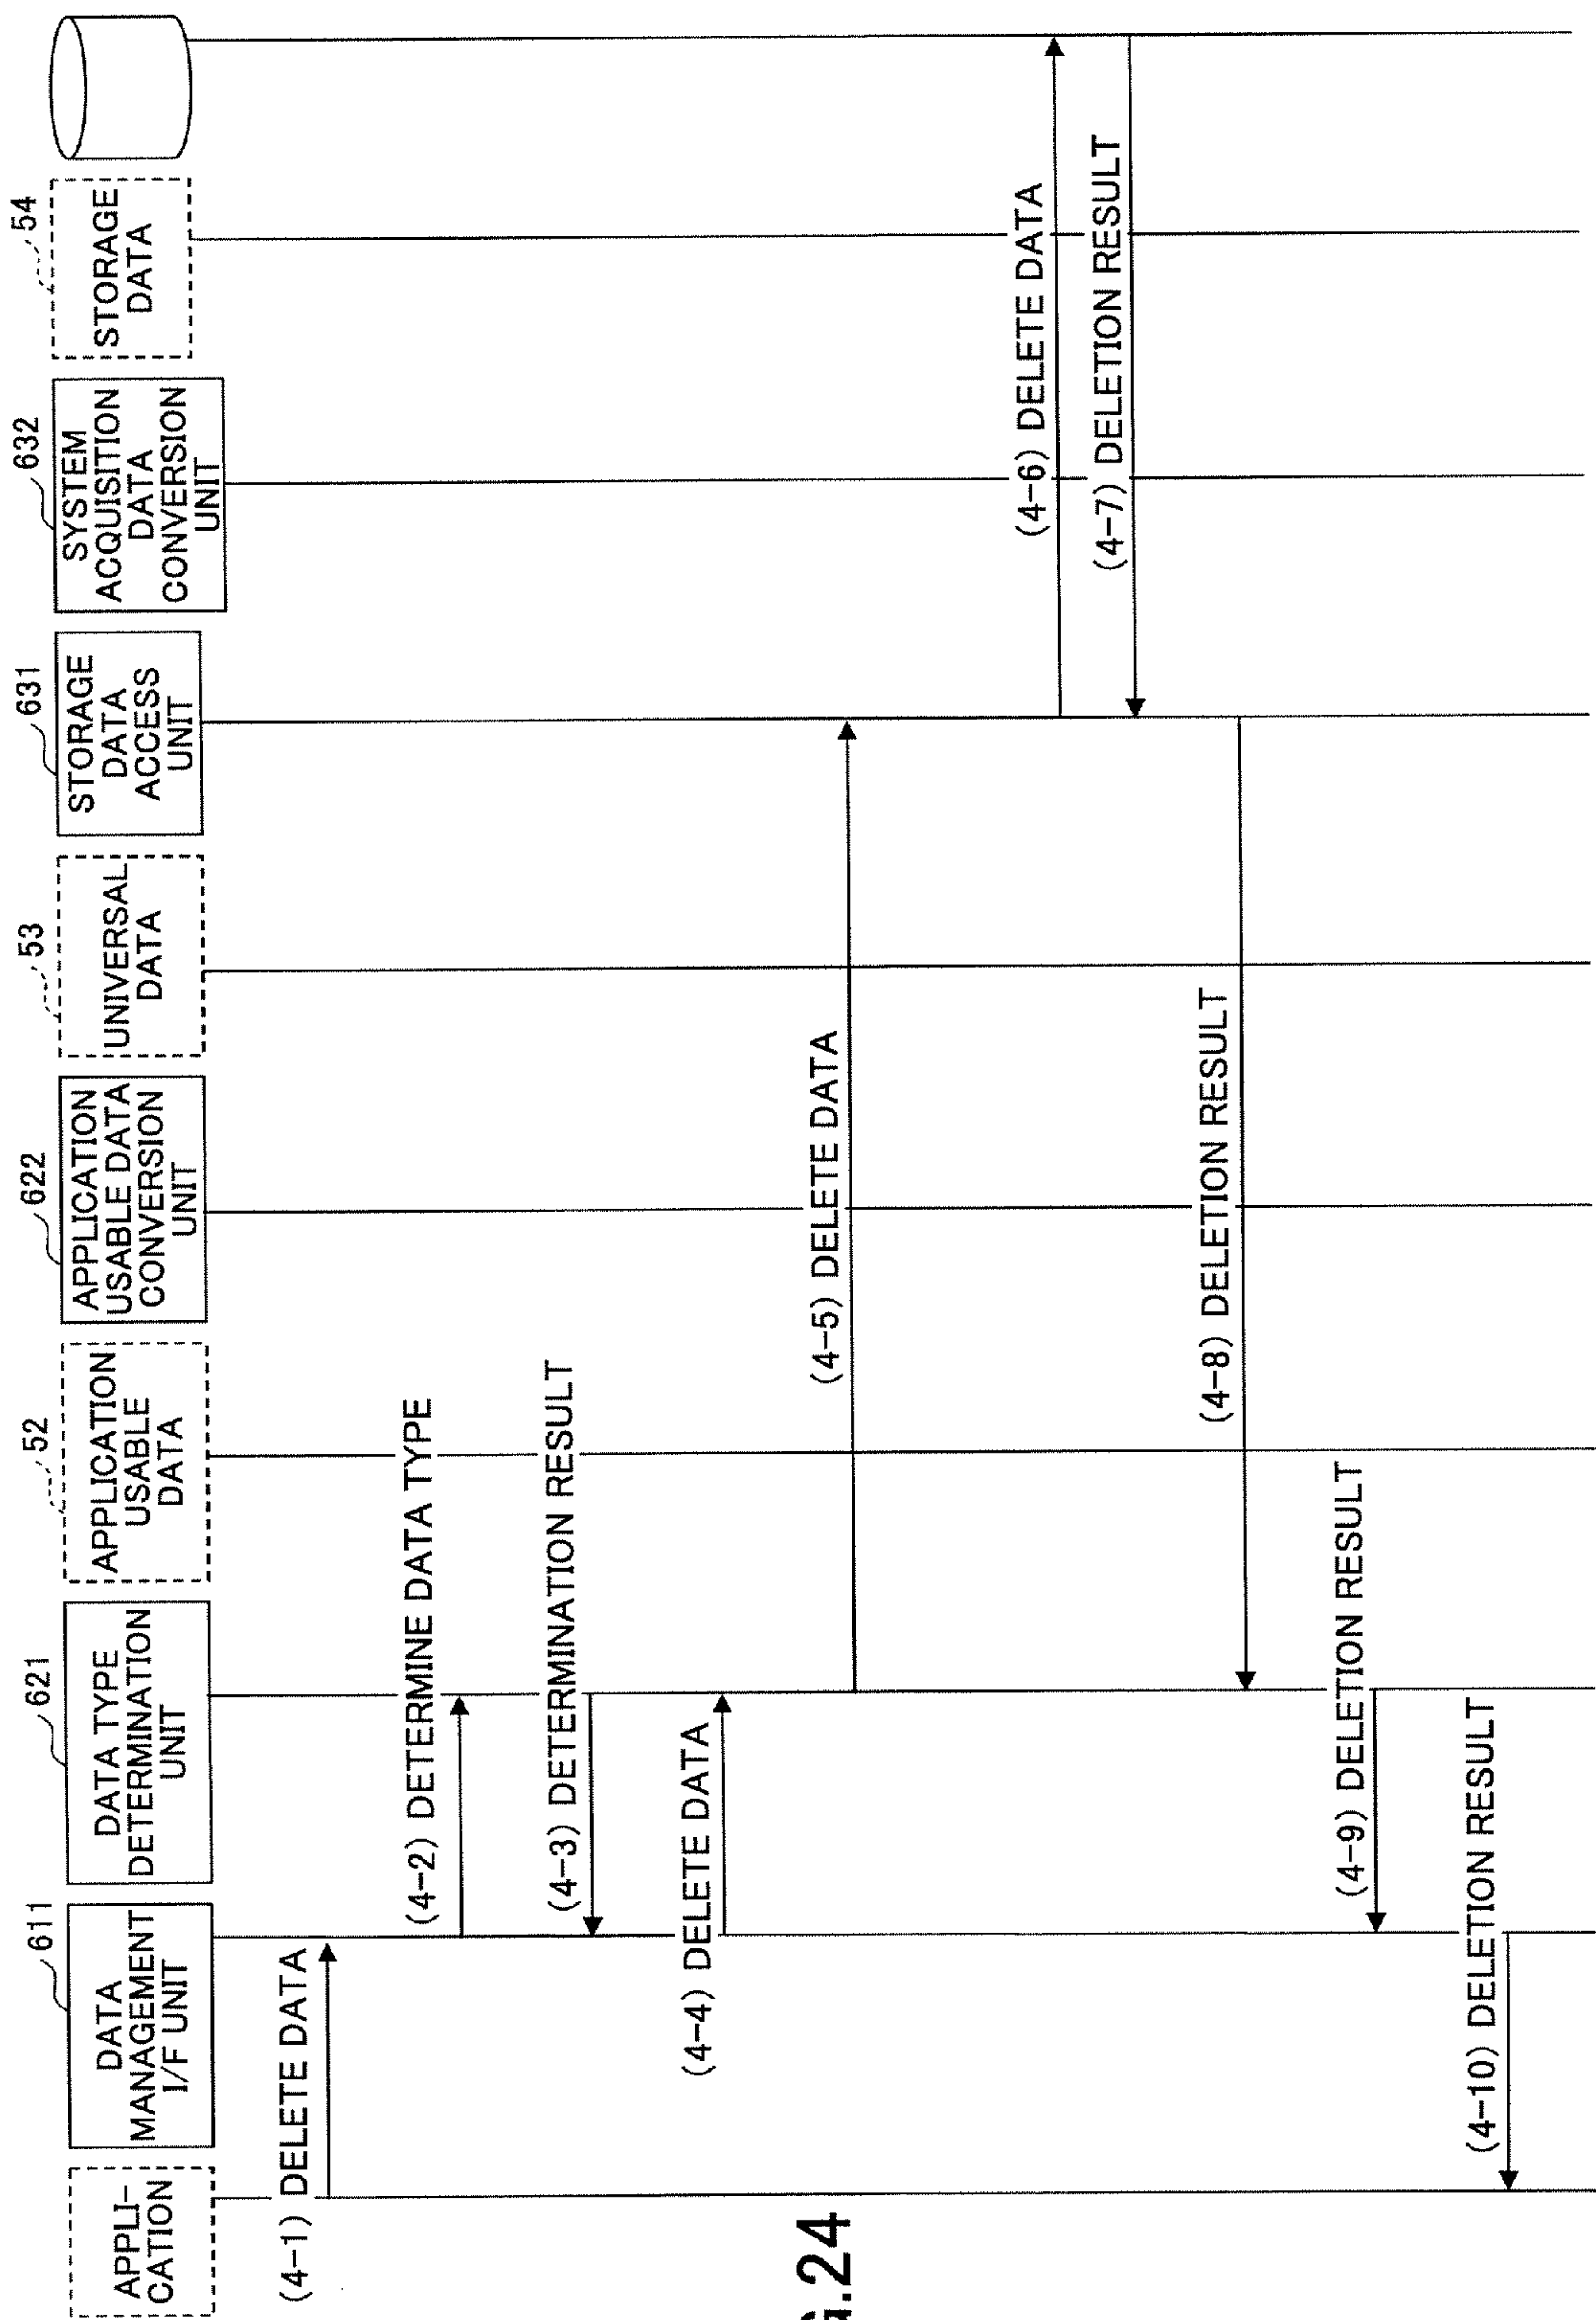 APPLI-
CATION
611
DATA
MANAGEMENT
I/F UNIT
621
DATA TYPE
DETERMINATION
UNIT
52
APPLICATION
USABLE
DATA
622
APPLICATION
USABLE DATA
CONVERSION
UNIT
53
UNIVERSAL
DATA
631
STORAGE
DATA
ACCESS
UNIT
632
SYSTEM
ACQUISITION
DATA
CONVERSION
UNIT
54
STORAGE
DATA
(4-1) DELETE DATA
(4-2) DETERMINE DATA TYPE
(4-3) DETERMINATION RESULT
(4-4) DELETE DATA
(4-5) DELETE DATA
(4-6) DELETE DATA
(4-7) DELETION RESULT
(4-8) DELETION RESULT
(4-9) DELETION RESULT
(4-10) DELETION RESULT
.24